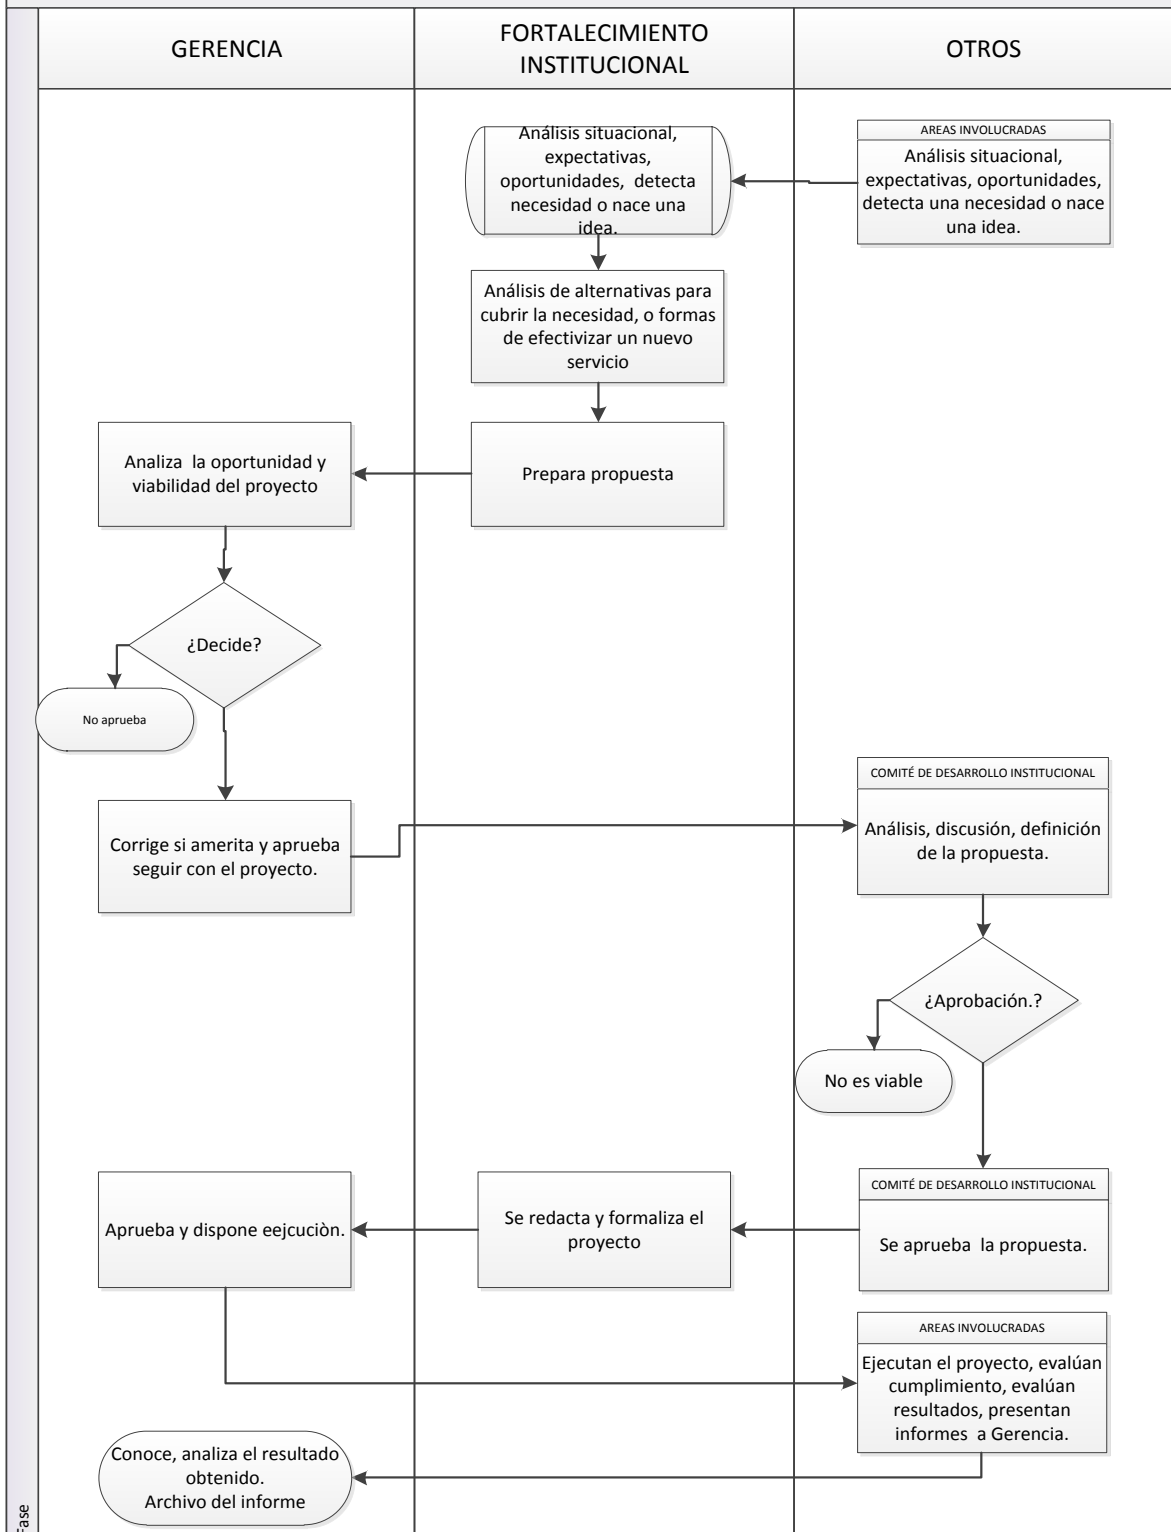 GERENCIA
FORTALECIMIENTO
INSTITUCIONAL
OTROS
Análisis situacional,
expectativas,
oportunidades, detecta
necesidad o nace una
idea.
AREAS INVOLUCRADAS
Análisis situacional,
expectativas, oportunidades,
detecta una necesidad o nace
una idea.
Análisis de alternativas para
cubrir la necesidad, o formas
de efectivizar un nuevo
servicio
Analiza la oportunidad y
viabilidad del proyecto
Prepara propuesta
¿Decide?
No aprueba
Corrige si amerita y aprueba
seguir con el proyecto.
COMITÉ DE DESARROLLO INSTITUCIONAL
Análisis, discusión, definición
de la propuesta.
¿Aprobación.?
No es viable
Aprueba y dispone eejcuciòn.
Se redacta y formaliza el
proyecto
COMITÉ DE DESARROLLO INSTITUCIONAL
Se aprueba la propuesta.
AREAS INVOLUCRADAS
Ejecutan el proyecto, evalúan
cumplimiento, evalúan
resultados, presentan
informes a Gerencia.
Conoce, analiza el resultado
obtenido.
Archivo del informe
Fase